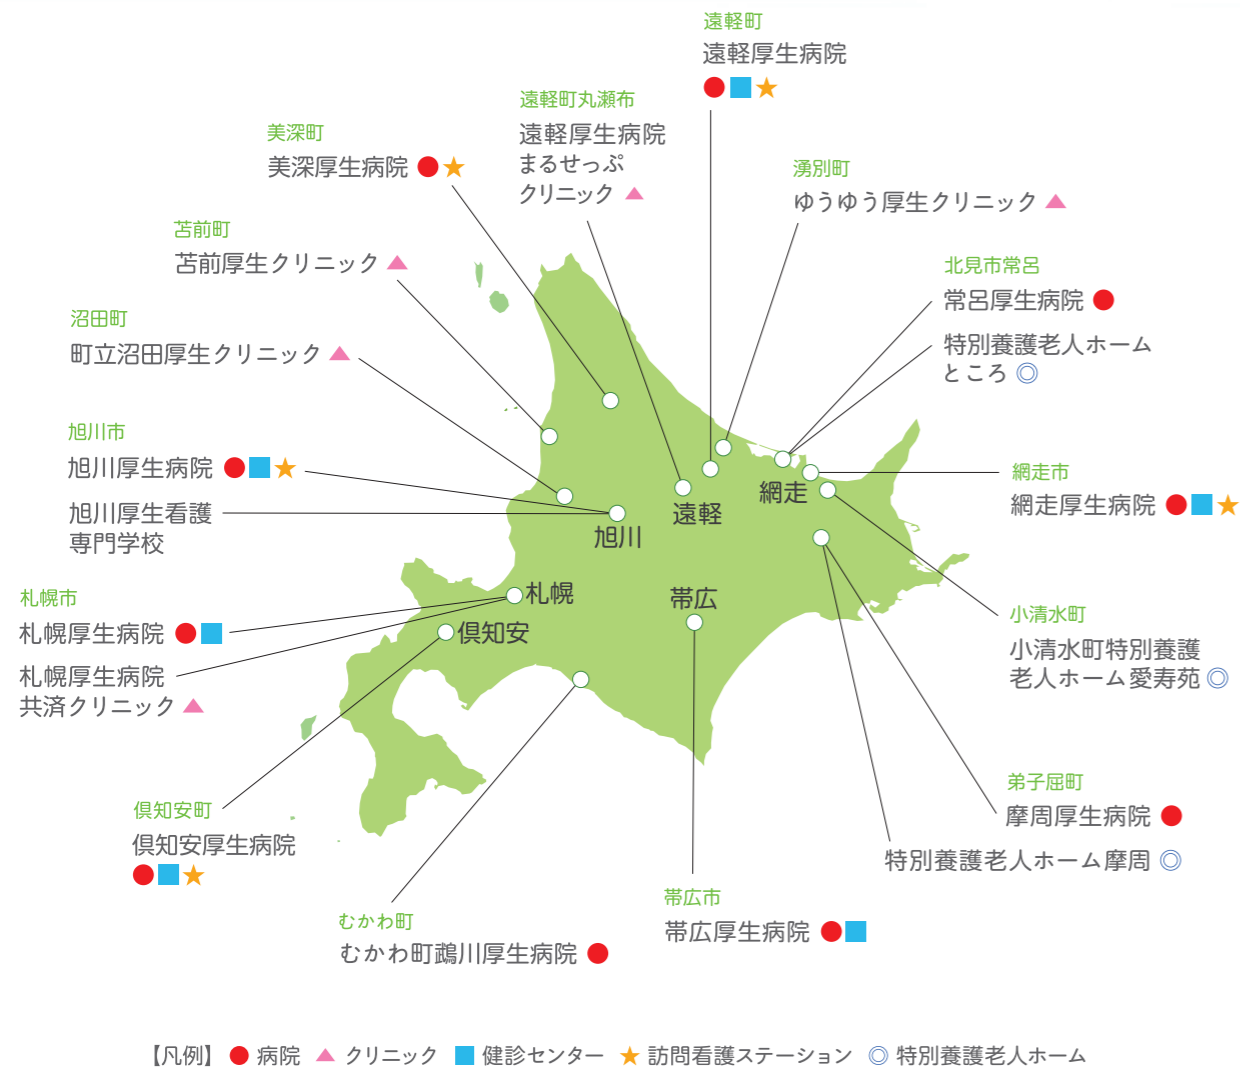 遠軽町
遠軽厚生病院
遠軽町丸瀬布
遠軽厚生病院
まるせっぷ
クリニック
美深町
美深厚生病院
湧別町
ゆうゆう厚生クリニック
苫前町
苫前厚生クリニック
北見市常呂
常呂厚生病院
特別養護老人ホーム
ところ
沼田町
町立沼田厚生クリニック
旭川市
旭川厚生病院
旭川厚生看護
専門学校
網走市
網走厚生病院
網走
遠軽
旭川
札幌
帯広
倶知安
札幌市
札幌厚生病院
札幌厚生病院
共済クリニック
小清水町
小清水町特別養護
老人ホーム愛寿苑
弟子屈町
摩周厚生病院
特別養護老人ホーム摩周
倶知安町
倶知安厚生病院
帯広市
帯広厚生病院
むかわ町
むかわ町鵡川厚生病院
【凡例】 病院 クリニック 健診センター 訪問看護ステーション 特別養護老人ホーム